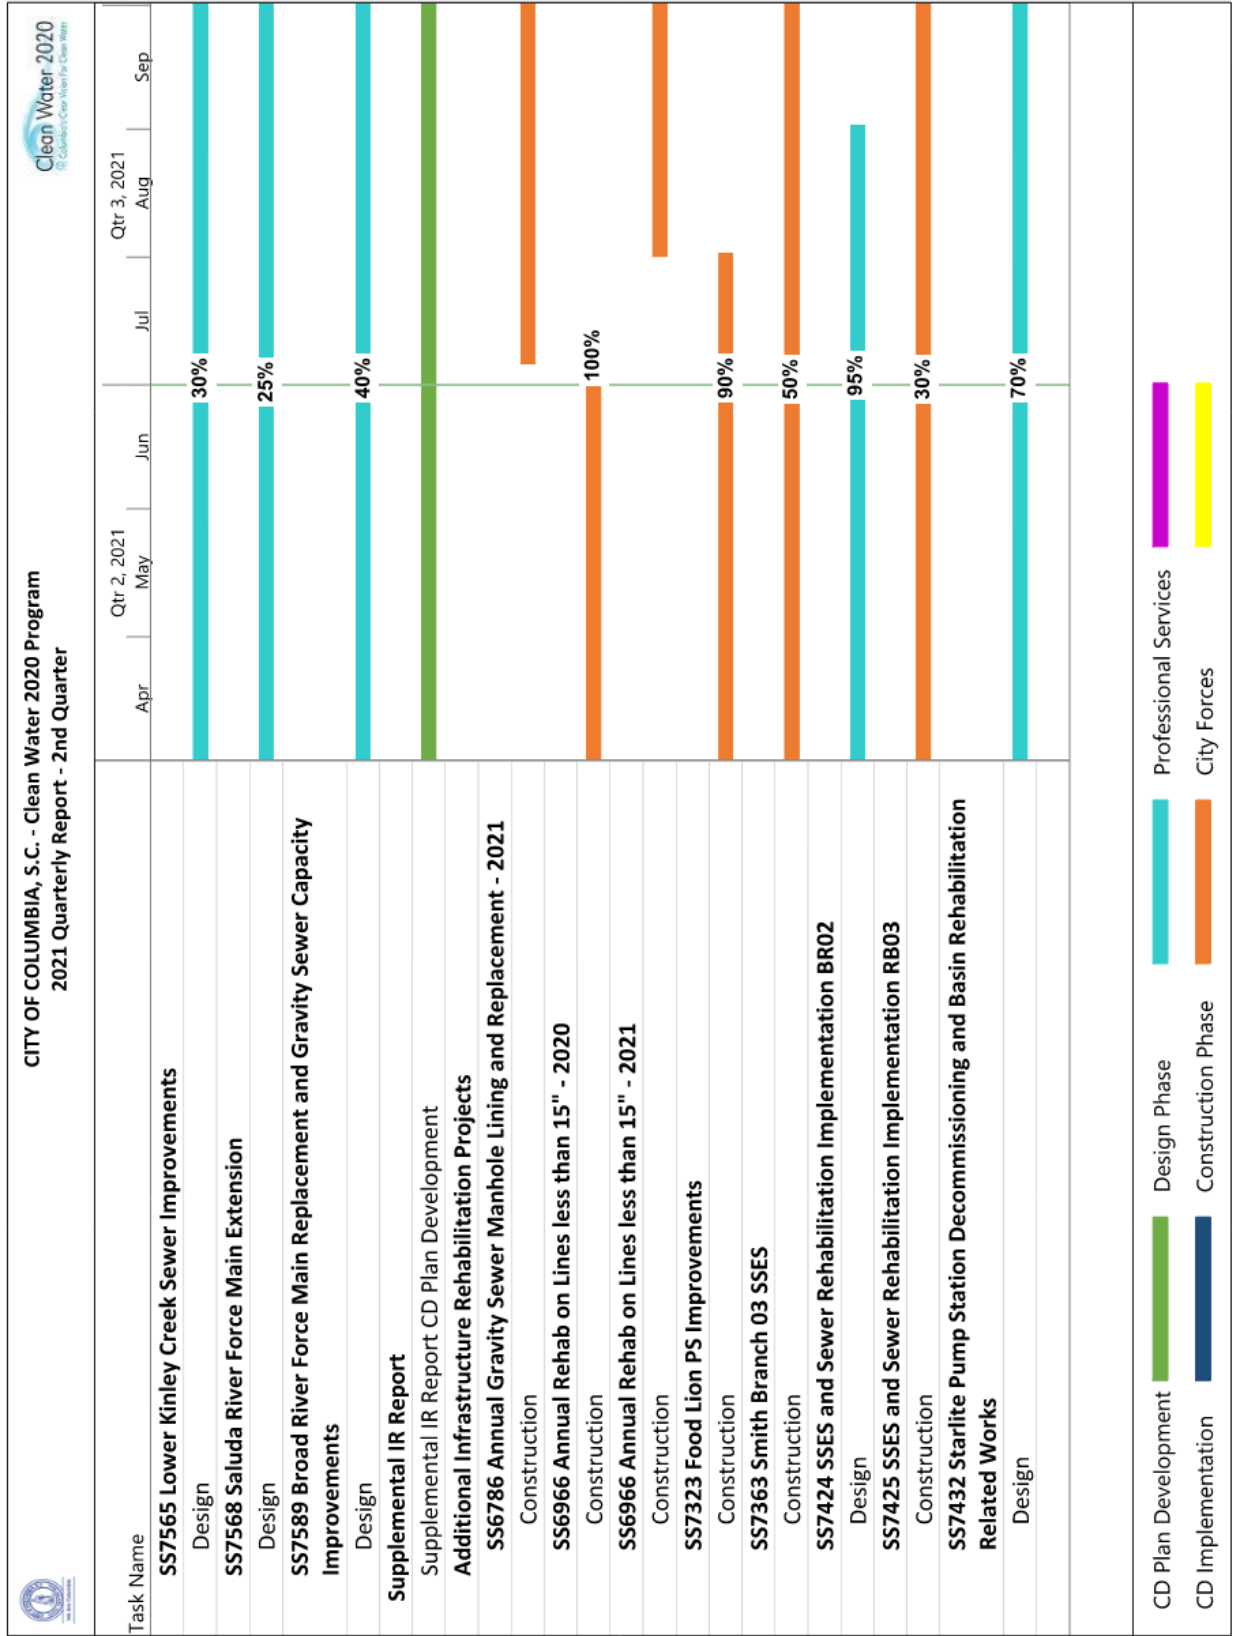 CITY OF COLUMBIA, S.C. - Clean Water 2020 Program
2021 Quarterly Report - 2nd Quarter
Clean Water 2020
Columbia's Clear Vision For Clean Water
Task Name
Qtr 2, 2021
Qtr 3, 2021
Apr
May
Jun
Jul
Aug
Sep
SS7565 Lower Kinley Creek Sewer Improvements
Design
30%
SS7568 Saluda River Force Main Extension
Design
25%
SS7589 Broad River Force Main Replacement and Gravity Sewer Capacity
Improvements
Design
40%
Supplemental IR Report
Supplemental IR Report CD Plan Development
Additional Infrastructure Rehabilitation Projects
SS6786 Annual Gravity Sewer Manhole Lining and Replacement - 2021
Construction
SS6966 Annual Rehab on Lines less than 15" - 2020
Construction
100%
SS6966 Annual Rehab on Lines less than 15" - 2021
Construction
SS7323 Food Lion PS Improvements
Construction
90%
SS7363 Smith Branch 03 SSES
Construction
50%
SS7424 SSES and Sewer Rehabilitation Implementation BR02
Design
95%
SS7425 SSES and Sewer Rehabilitation Implementation RB03
Construction
30%
SS7432 Starlite Pump Station Decommissioning and Basin Rehabilitation
Related Works
Design
70%
CD Plan Development
Design Phase
Professional Services
CD Implementation
Construction Phase
City Forces